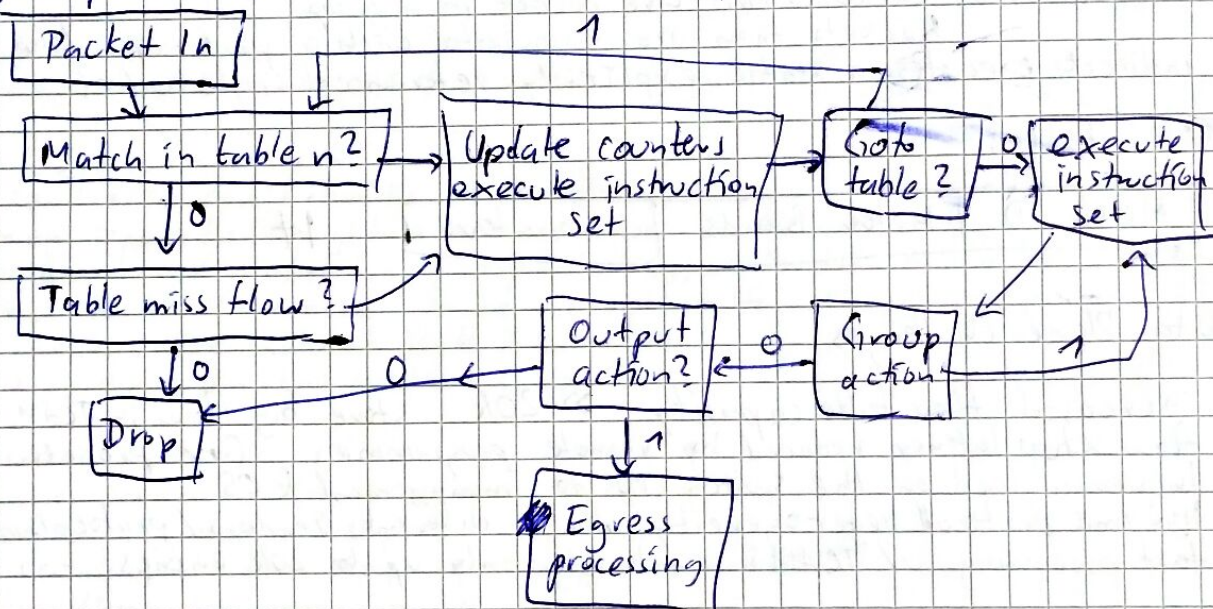 Packet In
1
Match in table n?
Update counters
execute instruction
set
Goto
table?
0
execute
instruction
set
0
Table miss flow?
Output
action?
0
Group
action
1
0
0
Drop
1
Egress
processing